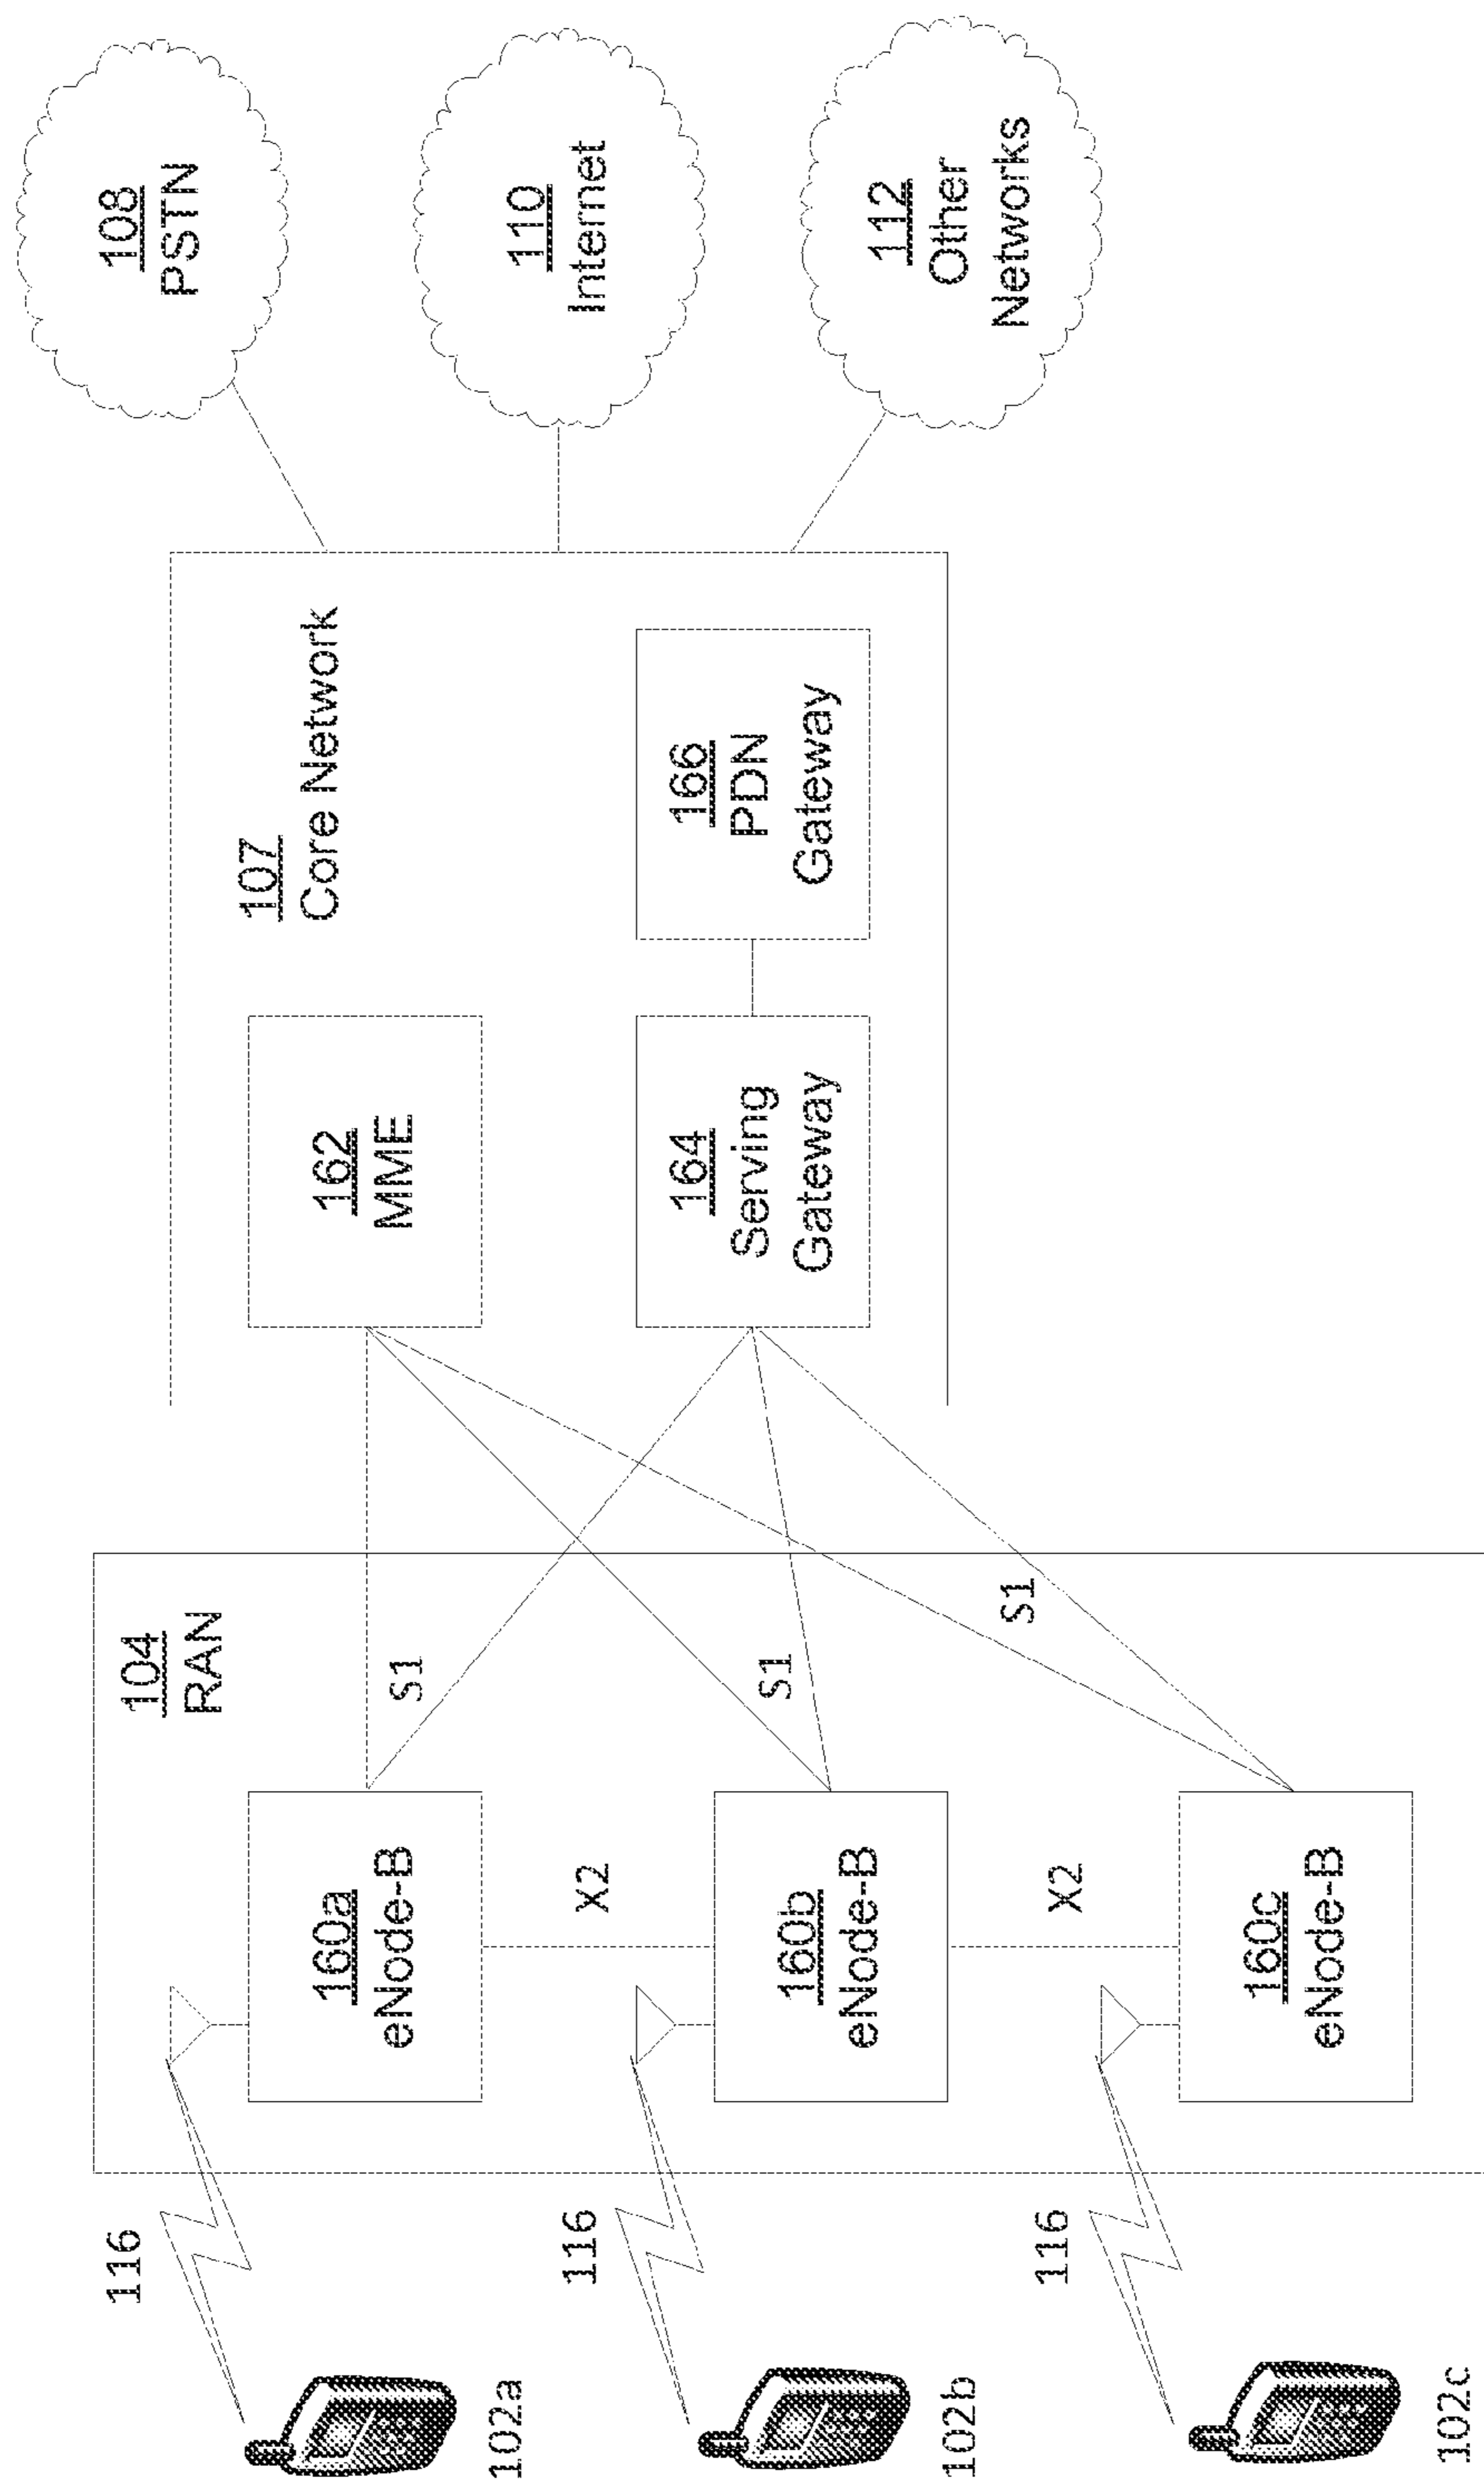 116
102a
116
102b
116
102c
104
RAN
160a
eNode-B
X2
160b
eNode-B
X2
160c
eNode-B
S1
S1
S1
107
Core Network
162
MME
164
Serving
Gateway
166
PDN
Gateway
108
PSTN
110
Internet
112
Other
Networks